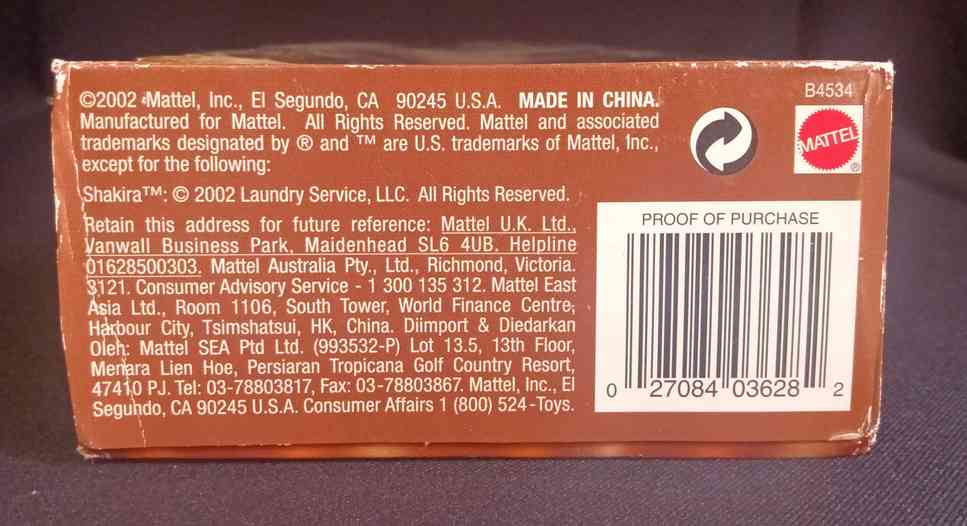 ©2002 Mattel, Inc., El Segundo, CA 90245 U.S.A. MADE IN CHINA.
Manufactured for Mattel. All Rights Reserved. Mattel and associated
trademarks designated by ® and ™ are U.S. trademarks of Mattel, Inc.,
except for the following:
Shakira™: © 2002 Laundry Service, LLC. All Rights Reserved.
Retain this address for future reference: Mattel U.K. Ltd.,
Vanwall Business Park, Maidenhead SL6 4UB. Helpline
01628500303. Mattel Australia Pty., Ltd., Richmond, Victoria.
3121. Consumer Advisory Service - 1 300 135 312. Mattel East
Asia Ltd., Room 1106, South Tower, World Finance Centre,
Harbour City, Tsimshatsui, HK, China. Diimport & Diedarkan
Oleh: Mattel SEA Ptd Ltd. (993532-P) Lot 13.5, 13th Floor,
Menara Lien Hoe, Persiaran Tropicana Golf Country Resort,
47410 PJ. Tel: 03-78803817, Fax: 03-78803867. Mattel, Inc., El
Segundo, CA 90245 U.S.A. Consumer Affairs 1 (800) 524-Toys.
B4534
MATTEL®
PROOF OF PURCHASE
0 27084 03628 2